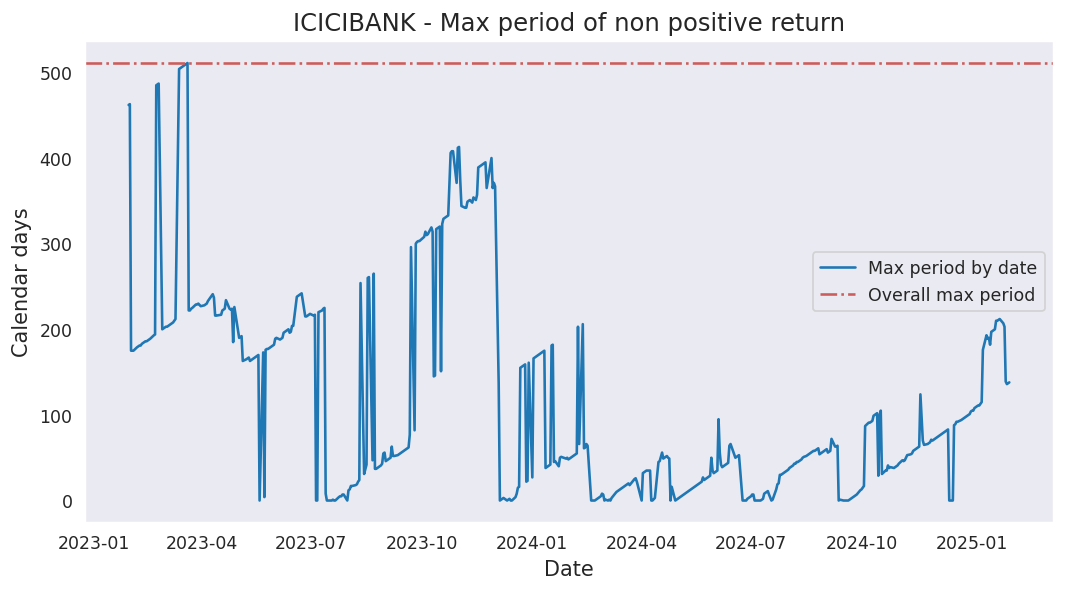 ICICIBANK - Max period of non positive return
Calendar days
500
400
300
200
100
0
Max period by date
Overall max period
2023-01 2023-04 2023-07 2023-10 2024-01 2024-04 2024-07 2024-10 2025-01
Date